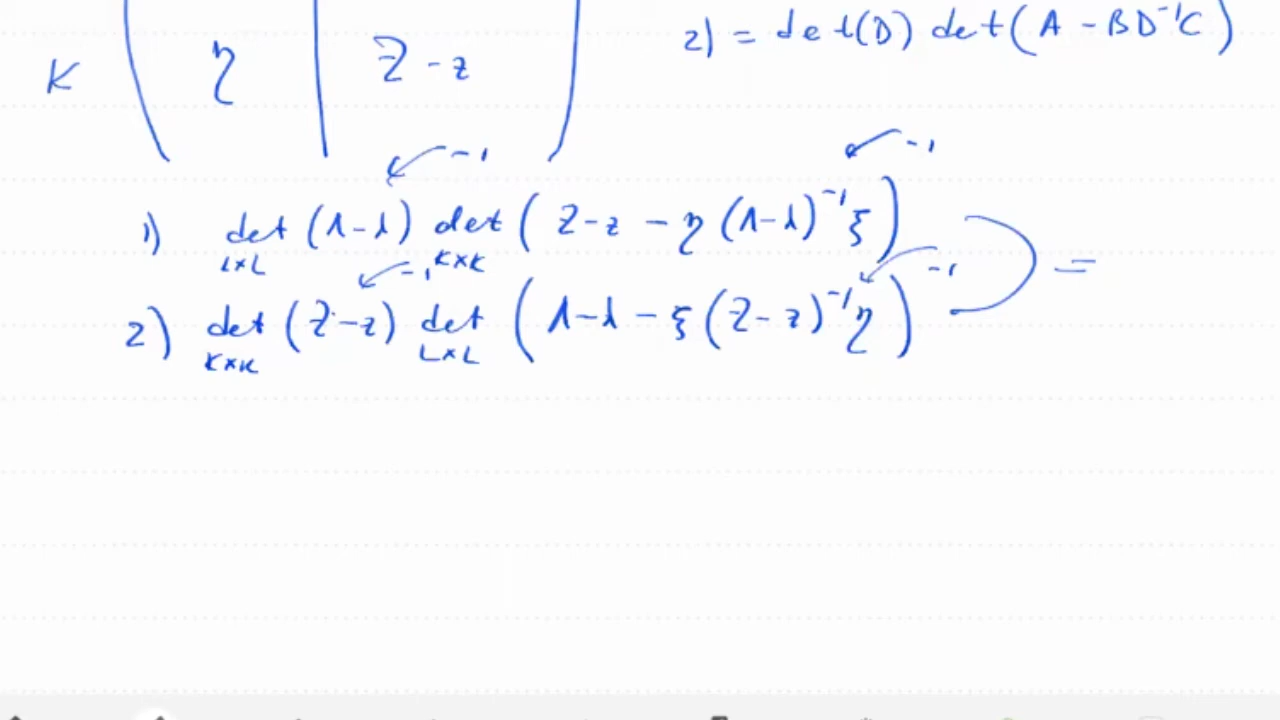 2) = det(D) det(A - BD⁻¹C)
K ( η | Z - z )
-1 -1
1) det (Λ-λ) det ( Z-z - η (Λ-λ)⁻¹ ξ )
L×L K×K
-1 -1 =
2) det (Z-z) det ( Λ-λ - ξ (Z-z)⁻¹ η )
K×K L×L